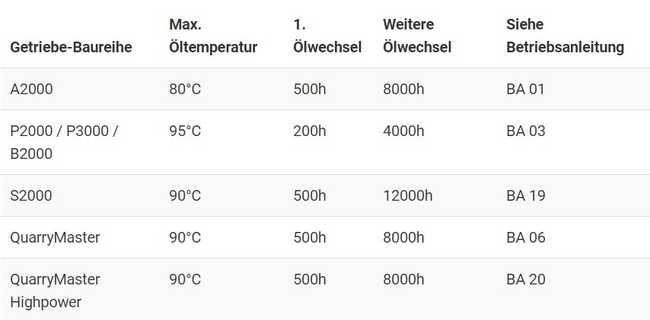 Getriebe-Baureihe Max. Öltemperatur 1. Ölwechsel Weitere Ölwechsel Siehe Betriebsanleitung
A2000 80°C 500h 8000h BA 01
P2000 / P3000 / B2000 95°C 200h 4000h BA 03
S2000 90°C 500h 12000h BA 19
QuarryMaster 90°C 500h 8000h BA 06
QuarryMaster Highpower 90°C 500h 8000h BA 20